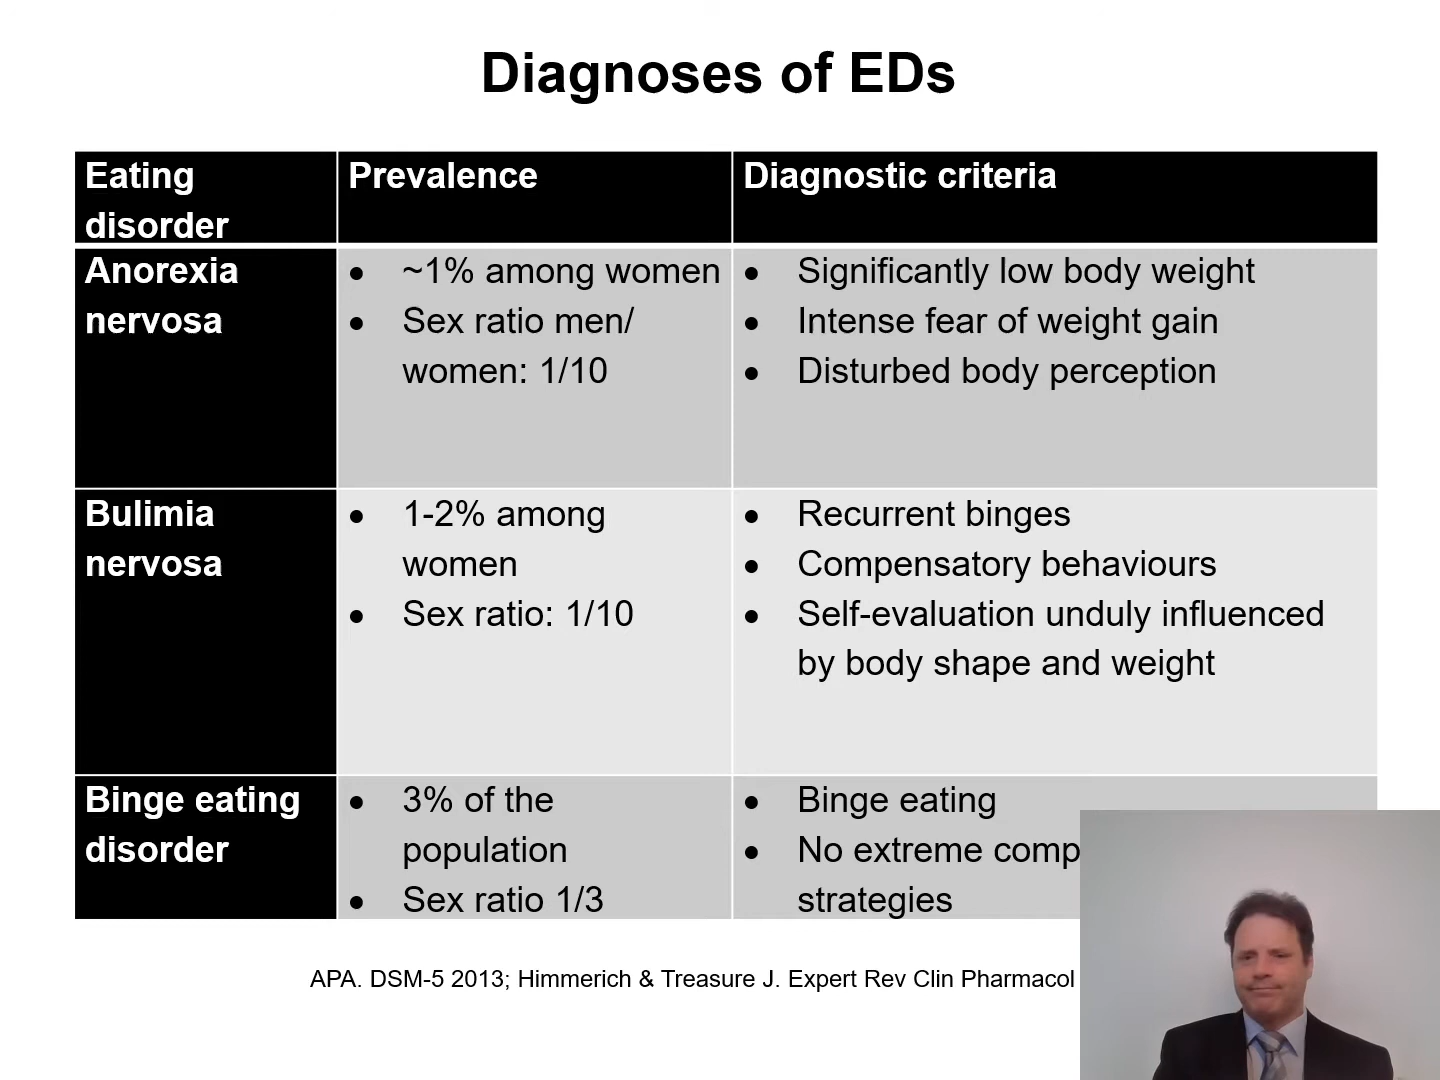 Diagnoses of EDs
Eating
disorder
Prevalence
Diagnostic criteria
Anorexia
nervosa
• ~1% among women
• Sex ratio men/
women: 1/10
• Significantly low body weight
• Intense fear of weight gain
• Disturbed body perception
Bulimia
nervosa
• 1-2% among
women
• Sex ratio: 1/10
• Recurrent binges
• Compensatory behaviours
• Self-evaluation unduly influenced
by body shape and weight
Binge eating
disorder
• 3% of the
population
• Sex ratio 1/3
• Binge eating
• No extreme comp
strategies
APA. DSM-5 2013; Himmerich & Treasure J. Expert Rev Clin Pharmacol